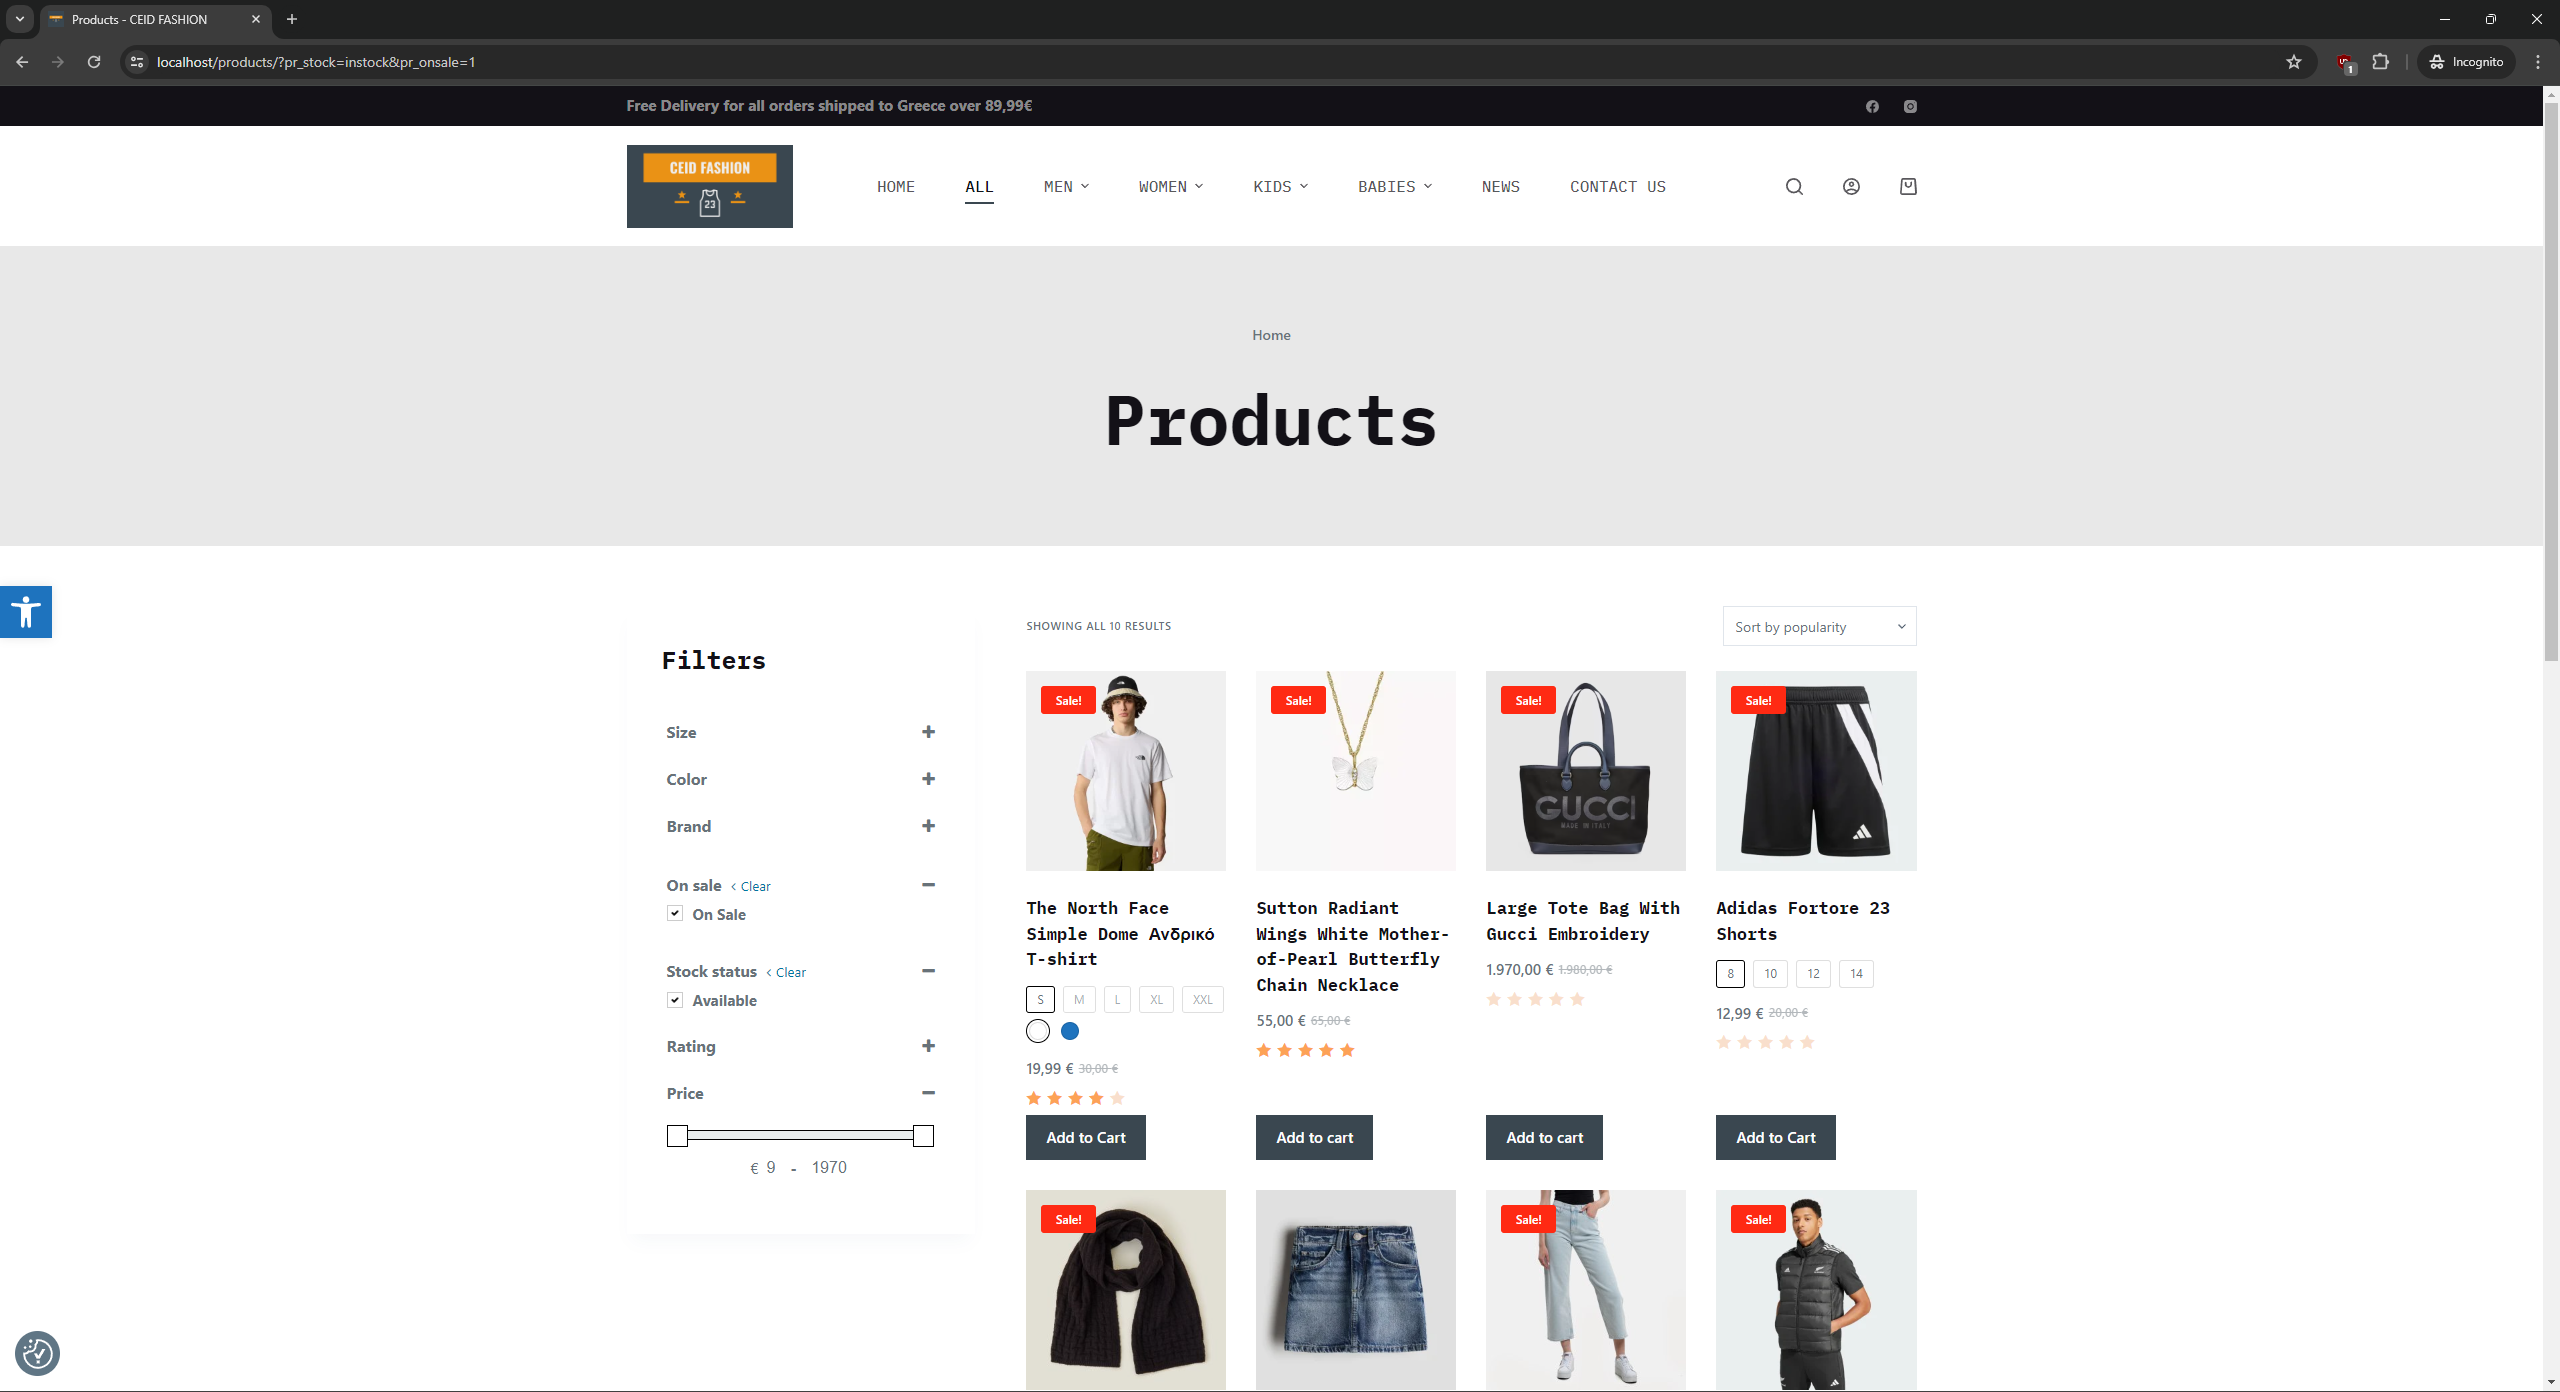 Products - CEID FASHION
localhost/products/?pr_stock=instock&pr_onsale=1
1
Incognito
Free Delivery for all orders shipped to Greece over 89,99€
CEID FASHION
23
HOME
ALL
MEN
WOMEN
KIDS
BABIES
NEWS
CONTACT US
Home
Products
Filters
Size
Color
Brand
On sale < Clear
On Sale
Stock status < Clear
Available
Rating
Price
€ 9 - 1970
SHOWING ALL 10 RESULTS
Sort by popularity
Sale!
The North Face
Simple Dome Ανδρικό
T-shirt
S M L XL XXL
19,99 € 30,00 €
Add to Cart
Sale!
Sutton Radiant
Wings White Mother-
of-Pearl Butterfly
Chain Necklace
55,00 € 65,00 €
Add to cart
Sale!
GUCCI
MADE IN ITALY
Large Tote Bag With
Gucci Embroidery
1.970,00 € 1.980,00 €
Add to cart
Sale!
Adidas Fortore 23
Shorts
8 10 12 14
12,99 € 20,00 €
Add to Cart
Sale!
Sale!
Sale!